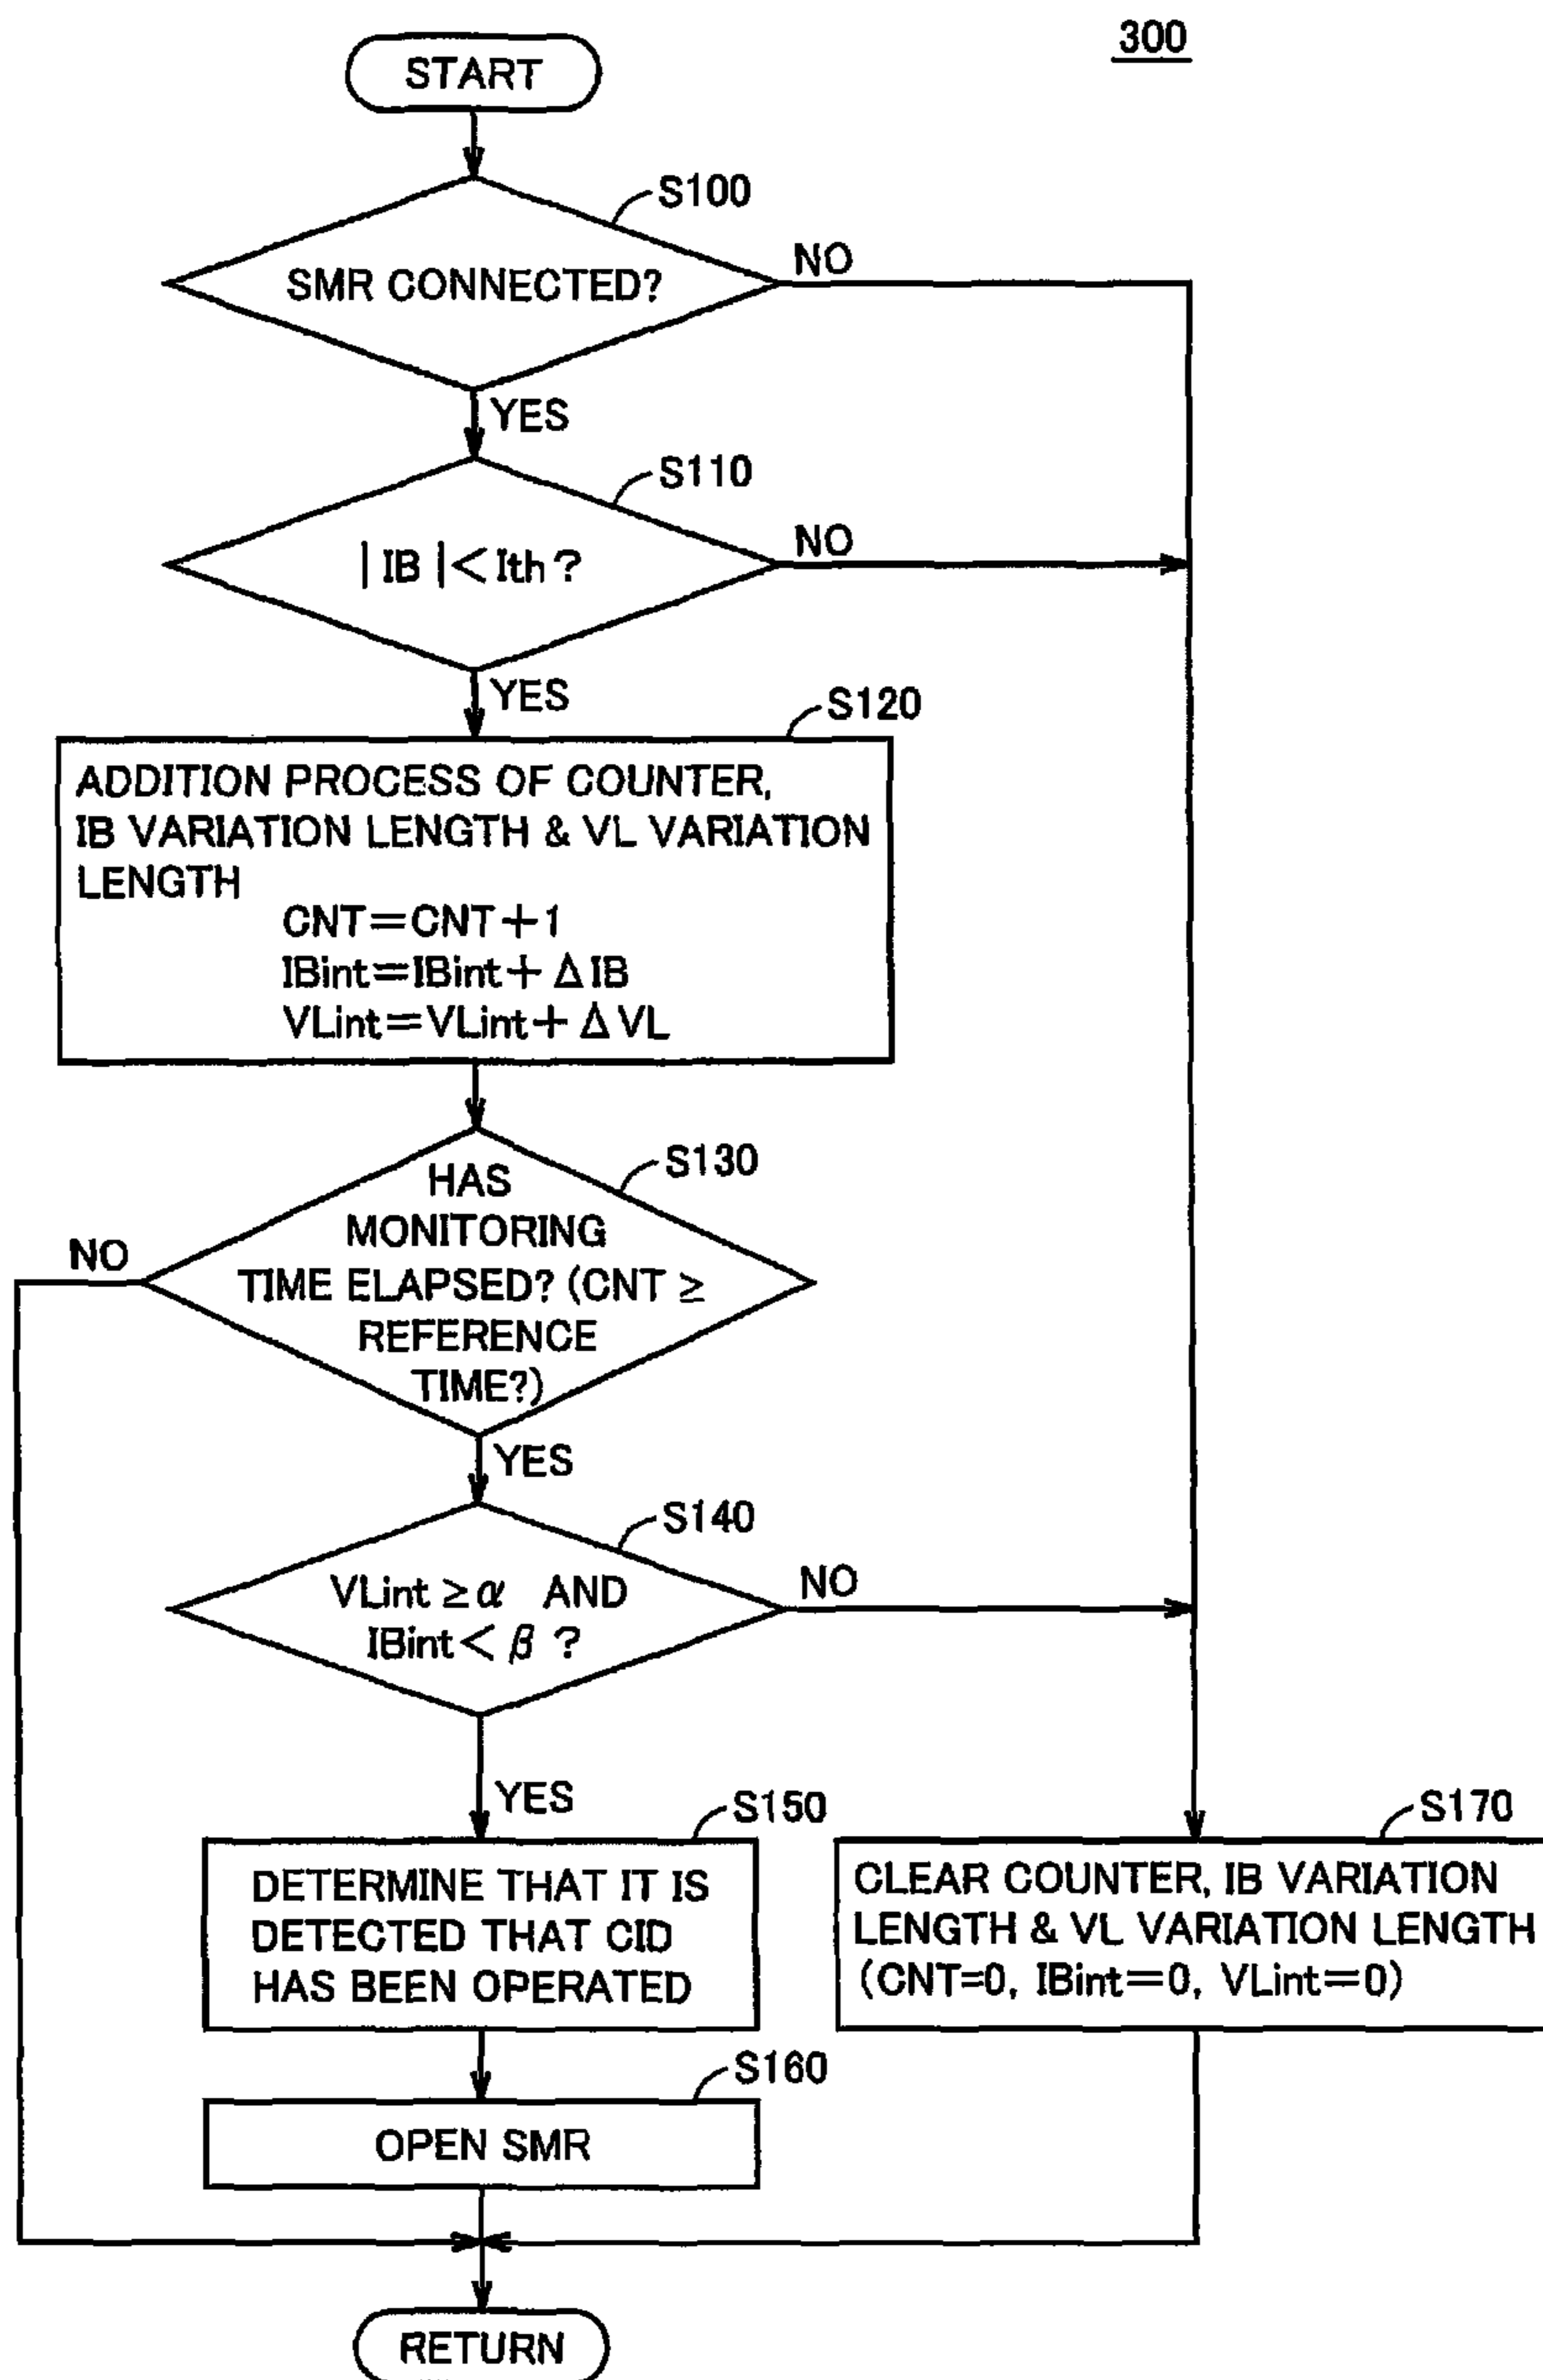 300
START
S100
SMR CONNECTED?
NO
YES
S110
| IB |<Ith ?
NO
YES
S120
ADDITION PROCESS OF COUNTER,
IB VARIATION LENGTH & VL VARIATION
LENGTH
CNT=CNT+1
IBint=IBint+ΔIB
VLint=VLint+ΔVL
S130
HAS
MONITORING
TIME ELAPSED? (CNT ≥
REFERENCE
TIME?)
NO
YES
S140
VLint ≥ α AND
IBint < β ?
NO
YES
S150
DETERMINE THAT IT IS
DETECTED THAT CID
HAS BEEN OPERATED
S170
CLEAR COUNTER, IB VARIATION
LENGTH & VL VARIATION LENGTH
(CNT=0, IBint=0, VLint=0)
S160
OPEN SMR
RETURN